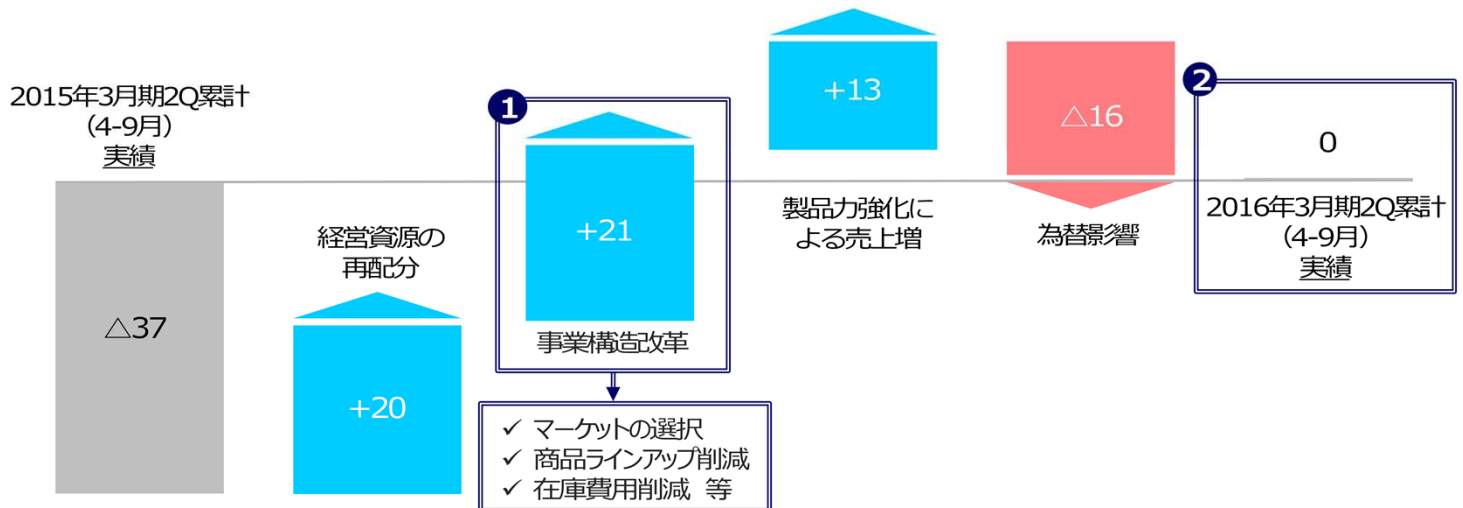 2015年3月期2Q累計
(4-9月)
実績
△37
経営資源の
再配分
+20
1
+21
事業構造改革
✓ マーケットの選択
✓ 商品ラインアップ削減
✓ 在庫費用削減 等
+13
製品力強化に
よる売上増
△16
為替影響
2
0
2016年3月期2Q累計
(4-9月)
実績